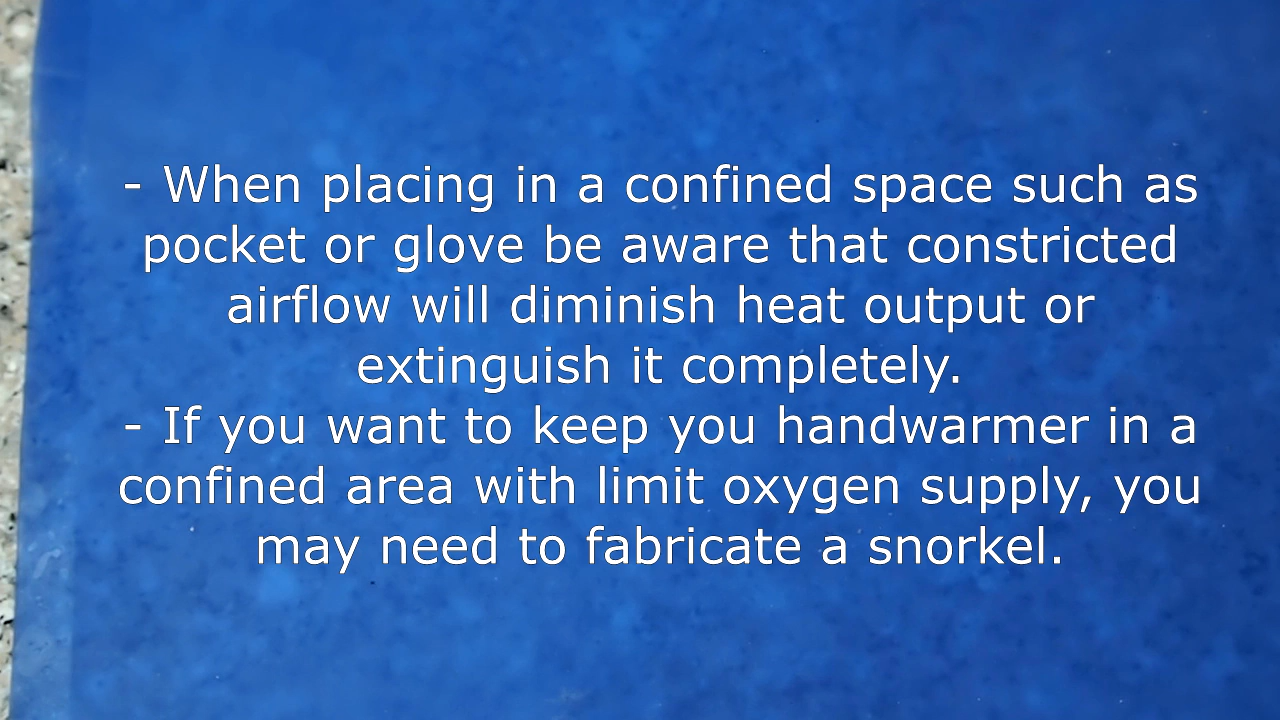 - When placing in a confined space such as
pocket or glove be aware that constricted
airflow will diminish heat output or
extinguish it completely.
- If you want to keep you handwarmer in a
confined area with limit oxygen supply, you
may need to fabricate a snorkel.